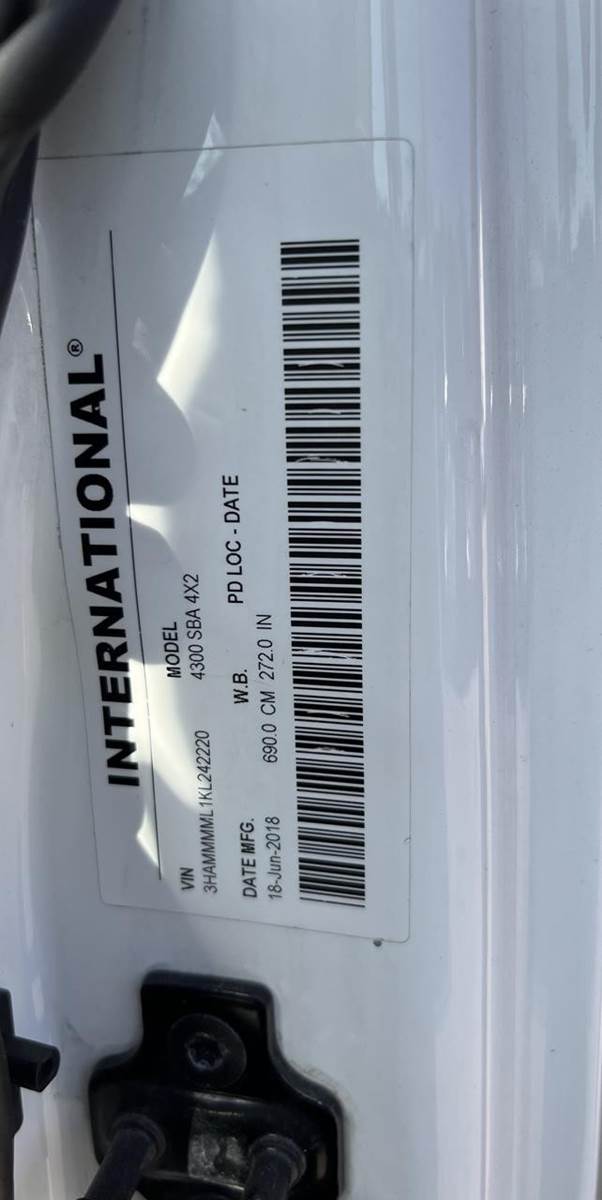 INTERNATIONAL®
VIN MODEL
3HAMMMML1KL242220 4300 SBA 4X2
DATE MFG. W.B. PD LOC - DATE
18-Jun-2018 690.0 CM 272.0 IN